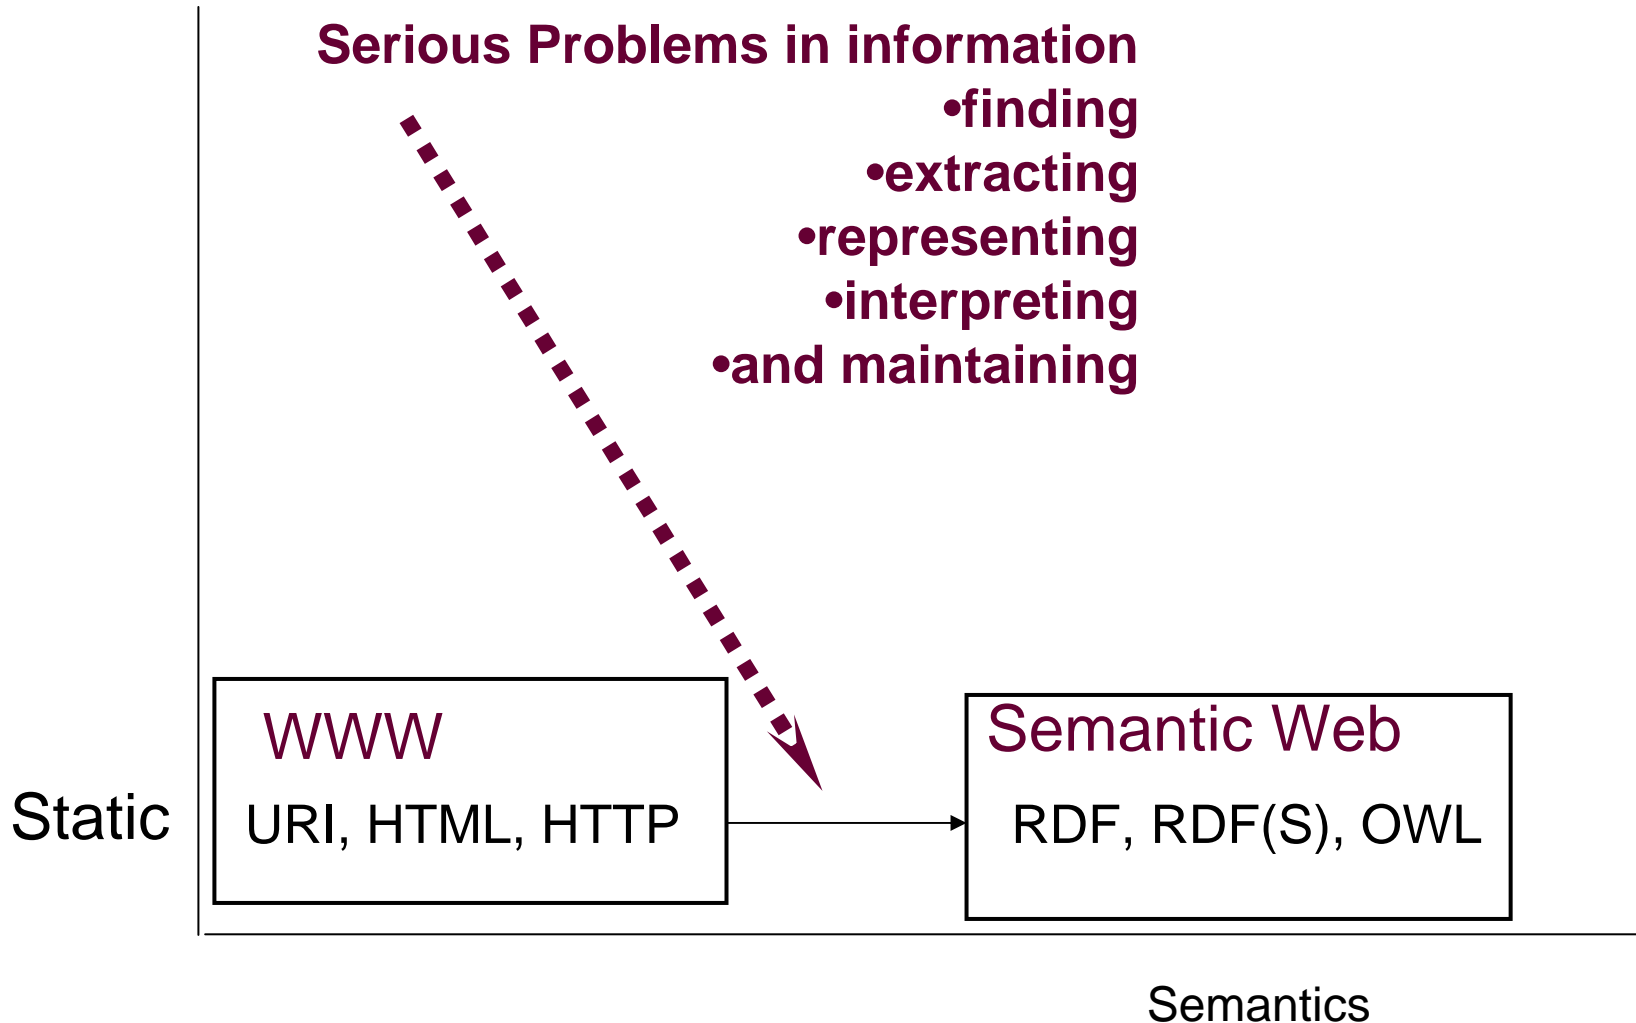 Serious Problems in information
•finding
•extracting
•representing
•interpreting
•and maintaining
WWW
URI, HTML, HTTP
Semantic Web
RDF, RDF(S), OWL
Static
Semantics